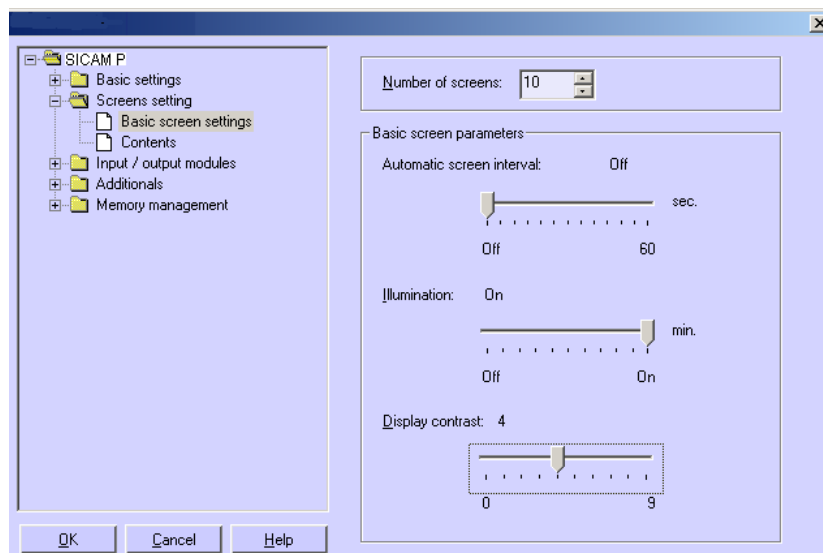 SICAM P
Basic settings
Screens setting
Basic screen settings
Contents
Input / output modules
Additionals
Memory management
OK
Cancel
Help
Number of screens: 10
Basic screen parameters
Automatic screen interval: Off
sec.
Off 60
Illumination: On
min.
Off On
Display contrast: 4
0 9